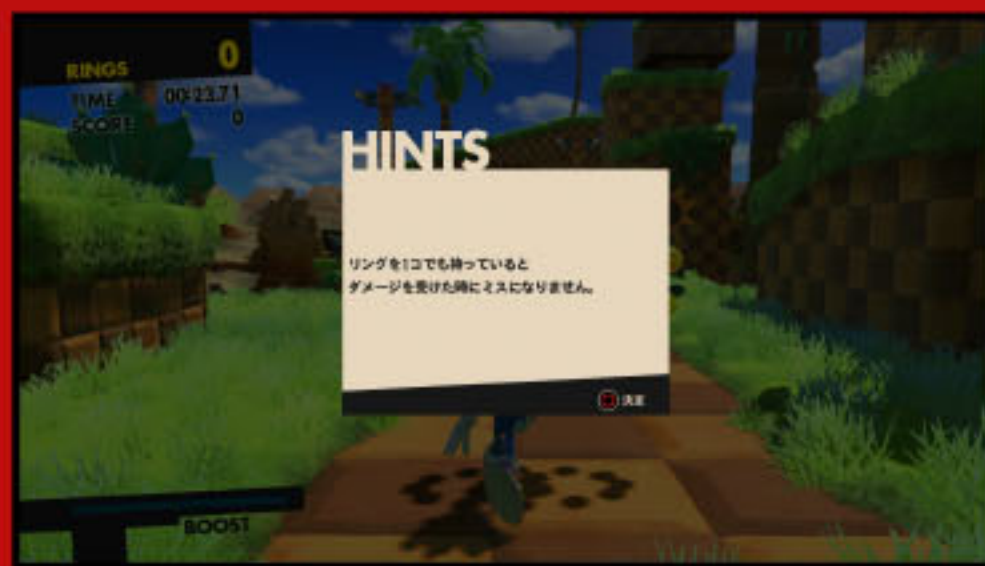 RINGS 0
TIME 00:23.71
SCORE 0
HINTS
リングを1コでも持っていると
ダメージを受けた時にミスになりません。
決定
BOOST